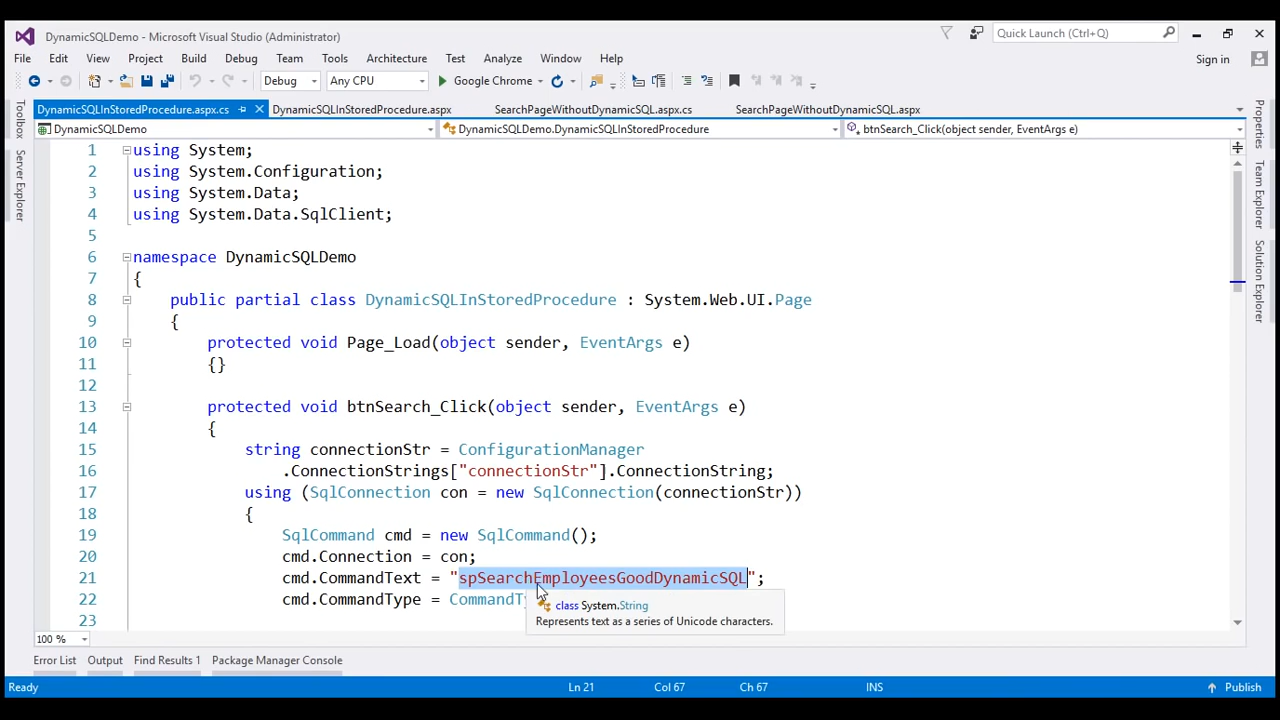 DynamicSQLDemo - Microsoft Visual Studio (Administrator)
Quick Launch (Ctrl+Q)
File Edit View Project Build Debug Team Tools Architecture Test Analyze Window Help
Sign in
Debug Any CPU Google Chrome
DynamicSQLInStoredProcedure.aspx.cs DynamicSQLInStoredProcedure.aspx SearchPageWithoutDynamicSQL.aspx.cs SearchPageWithoutDynamicSQL.aspx
DynamicSQLDemo DynamicSQLDemo.DynamicSQLInStoredProcedure btnSearch_Click(object sender, EventArgs e)
Toolbox
Server Explorer
Properties
Team Explorer
Solution Explorer
1 using System;
2 using System.Configuration;
3 using System.Data;
4 using System.Data.SqlClient;
5
6 namespace DynamicSQLDemo
7 {
8 public partial class DynamicSQLInStoredProcedure : System.Web.UI.Page
9 {
10 protected void Page_Load(object sender, EventArgs e)
11 {}
12
13 protected void btnSearch_Click(object sender, EventArgs e)
14 {
15 string connectionStr = ConfigurationManager
16 .ConnectionStrings["connectionStr"].ConnectionString;
17 using (SqlConnection con = new SqlConnection(connectionStr))
18 {
19 SqlCommand cmd = new SqlCommand();
20 cmd.Connection = con;
21 cmd.CommandText = "spSearchEmployeesGoodDynamicSQL";
22 cmd.CommandType = CommandTy
class System.String
Represents text as a series of Unicode characters.
23
100 %
Error List Output Find Results 1 Package Manager Console
Ready Ln 21 Col 67 Ch 67 INS Publish